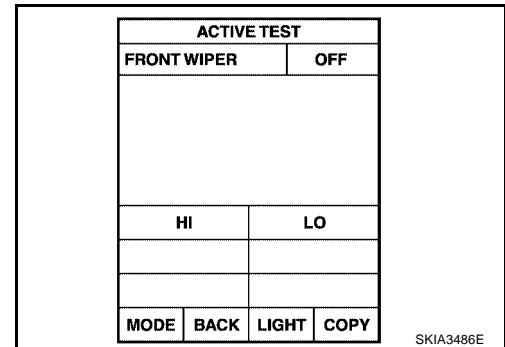 ACTIVE TEST
FRONT WIPER OFF
HI LO
MODE BACK LIGHT COPY
SKIA3486E